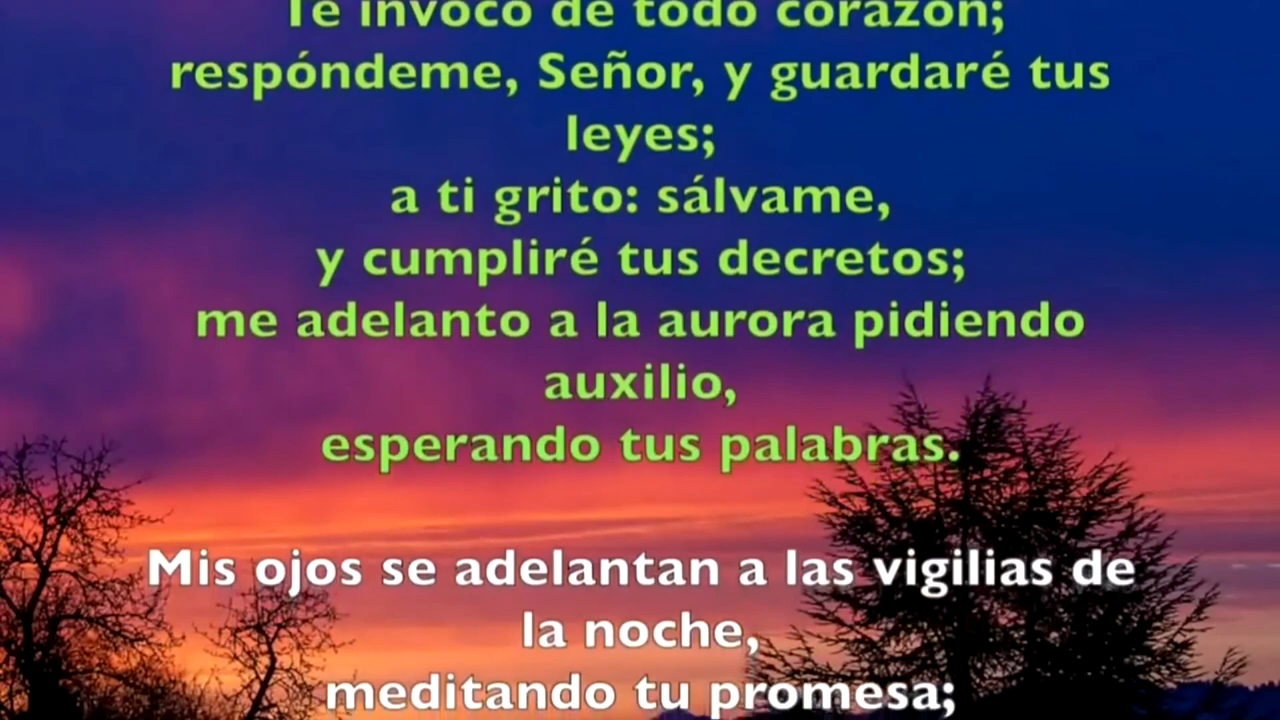 Te invoco de todo corazón;
respóndeme, Señor, y guardaré tus
leyes;
a ti grito: sálvame,
y cumpliré tus decretos;
me adelanto a la aurora pidiendo
auxilio,
esperando tus palabras.
Mis ojos se adelantan a las vigilias de
la noche,
meditando tu promesa;